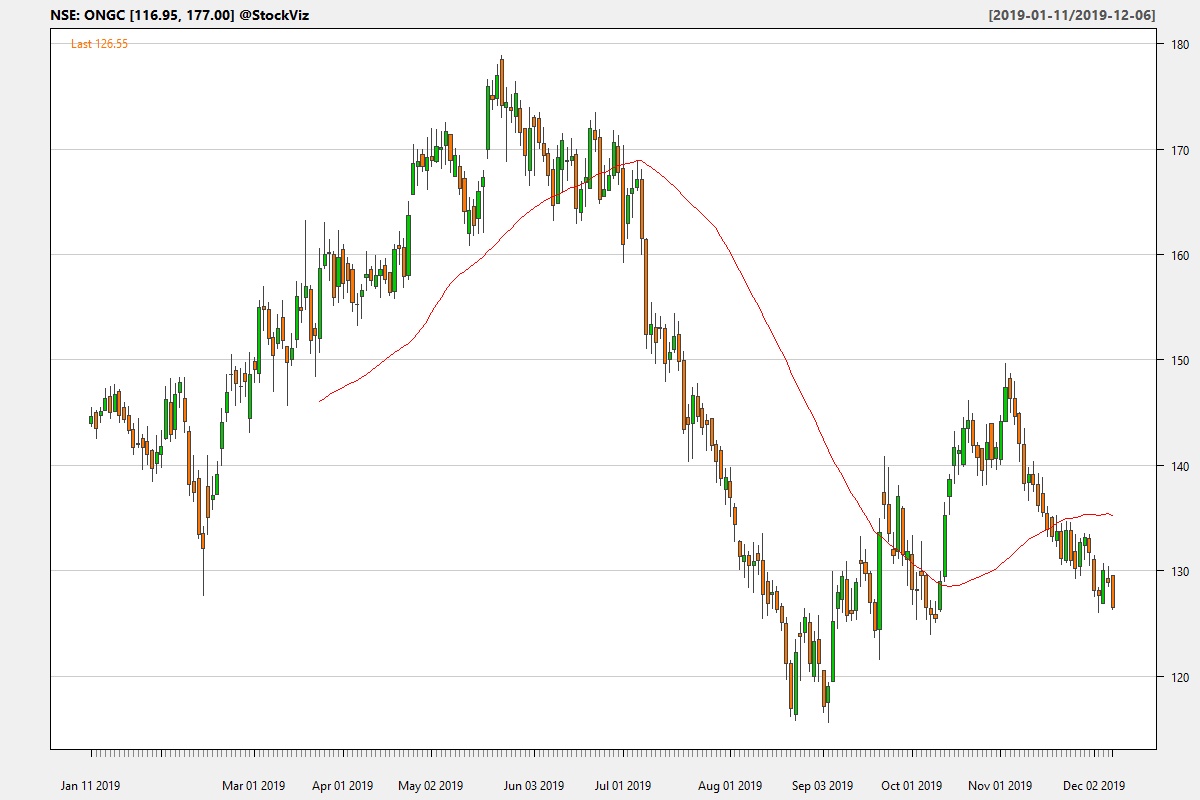 NSE: ONGC [116.95, 177.00] @StockViz [2019-01-11/2019-12-06]
Last 126.55
180
170
160
150
140
130
120
Jan 11 2019 Mar 01 2019 Apr 01 2019 May 02 2019 Jun 03 2019 Jul 01 2019 Aug 01 2019 Sep 03 2019 Oct 01 2019 Nov 01 2019 Dec 02 2019